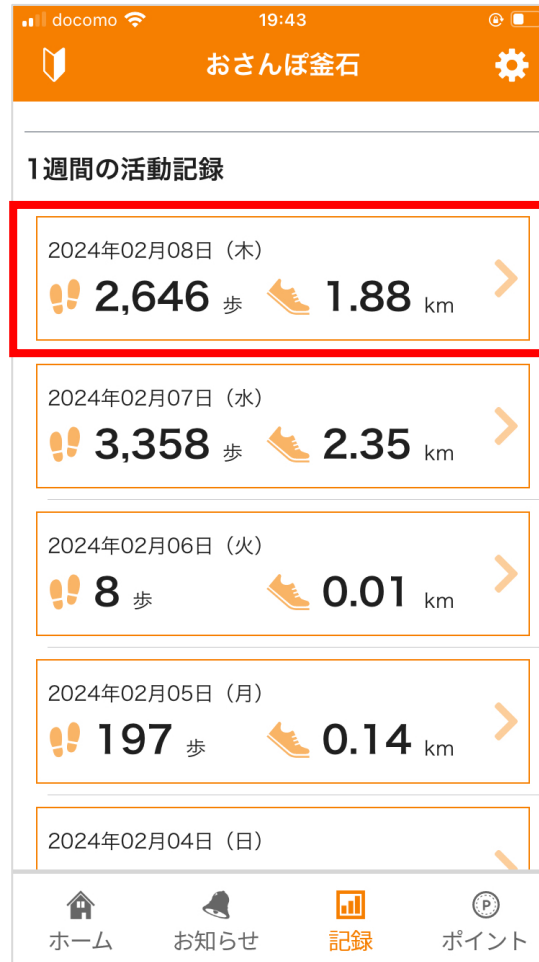 docomo 19:43
おさんぽ釜石
1週間の活動記録
2024年02月08日（木）
2,646 歩 1.88 km
2024年02月07日（水）
3,358 歩 2.35 km
2024年02月06日（火）
8 歩 0.01 km
2024年02月05日（月）
197 歩 0.14 km
2024年02月04日（日）
P
ホーム お知らせ 記録 ポイント